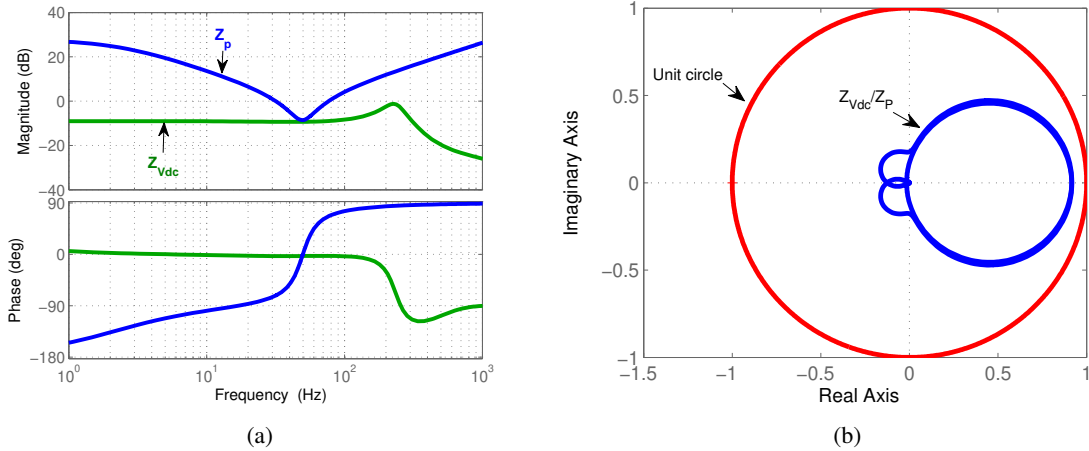 40
20
0
−20
−40
Magnitude (dB)
Z_p
Z_Vdc
90
0
−90
−180
Phase (deg)
10^0
10^1
10^2
10^3
Frequency (Hz)
(a)
1
0.5
0
−0.5
−1
Imaginary Axis
Unit circle
Z_Vdc/Z_P
−1.5
−1
−0.5
0
0.5
1
Real Axis
(b)